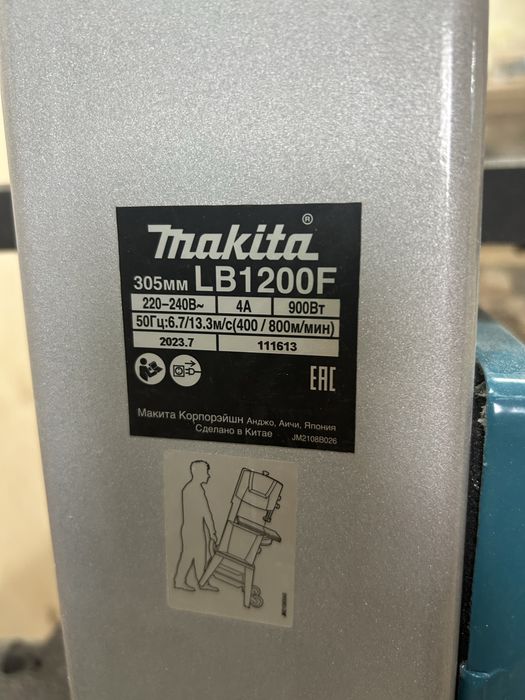 makita®
305мм LB1200F
220–240В~ 4А 900Вт
50Гц:6.7/13.3м/с(400 / 800м/мин)
2023.7 111613
EAC
Макита Корпорэйшн Анджо, Аичи, Япония
Сделано в Китае JM2108B026